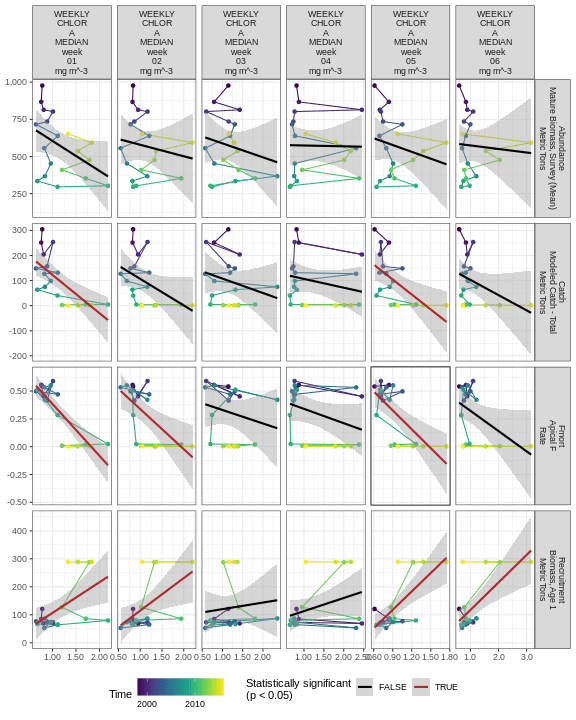 WEEKLY CHLOR A MEDIAN week 01 mg m^-3
WEEKLY CHLOR A MEDIAN week 02 mg m^-3
WEEKLY CHLOR A MEDIAN week 03 mg m^-3
WEEKLY CHLOR A MEDIAN week 04 mg m^-3
WEEKLY CHLOR A MEDIAN week 05 mg m^-3
WEEKLY CHLOR A MEDIAN week 06 mg m^-3
1,000
750
500
250
Abundance
Mature Biomass, Survey (Mean)
Metric Tons
300
200
100
0
-100
-200
Catch
Modeled Catch - Total
Metric Tons
0.50
0.25
0.00
-0.25
-0.50
Fmort
Apical F
Rate
400
300
200
100
0
Recruitment
Biomass, Age 1
Metric Tons
1.00 1.50 2.00
0.50 1.00 1.50 2.00
0.50 1.00 1.50 2.00
0.50 1.00 1.50 2.00 2.50
0.60 0.90 1.20 1.50 1.80
1.0 2.0 3.0
Time
2000 2010
Statistically significant
(p < 0.05)
FALSE TRUE